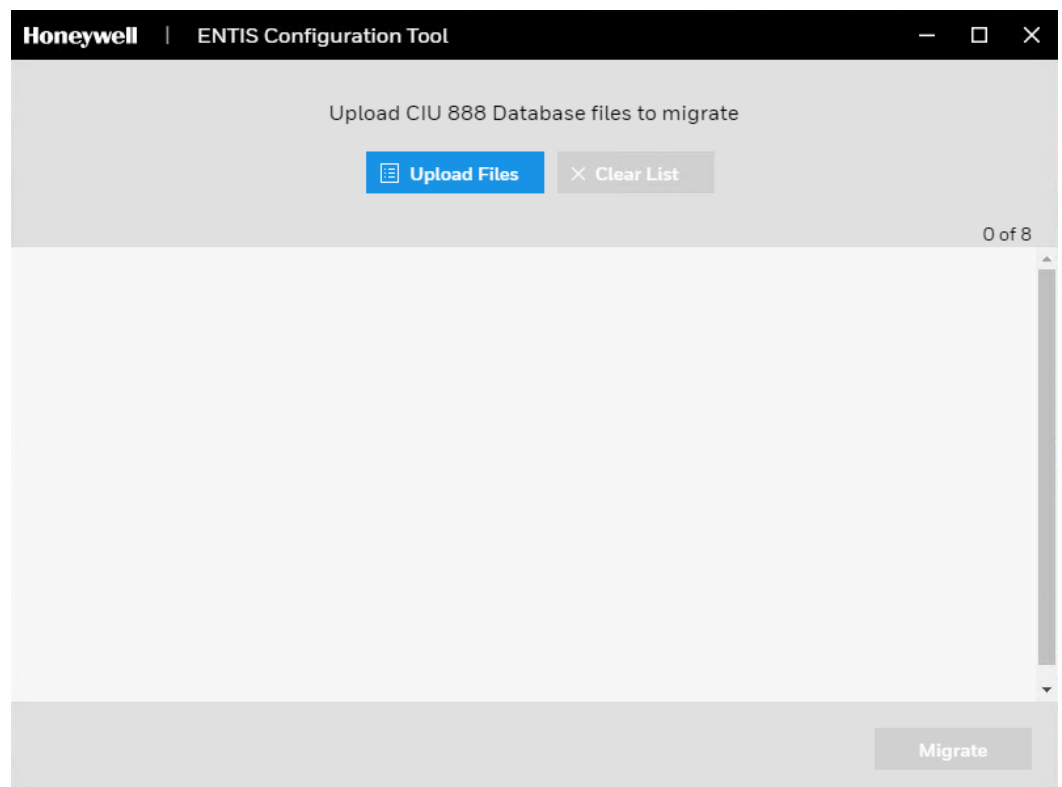 Honeywell | ENTIS Configuration Tool
Upload CIU 888 Database files to migrate
Upload Files Clear List
0 of 8
Migrate